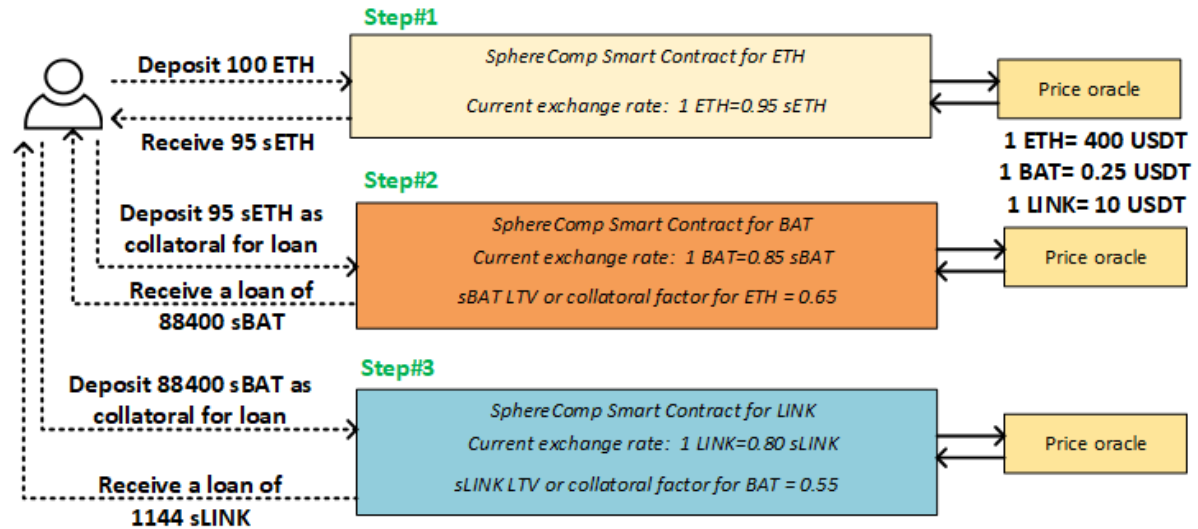 Step#1
Deposit 100 ETH
SphereComp Smart Contract for ETH
Current exchange rate: 1 ETH=0.95 sETH
Price oracle
Receive 95 sETH
1 ETH= 400 USDT
1 BAT= 0.25 USDT
1 LINK= 10 USDT
Step#2
Deposit 95 sETH as
collatoral for loan
SphereComp Smart Contract for BAT
Current exchange rate: 1 BAT=0.85 sBAT
sBAT LTV or collatoral factor for ETH = 0.65
Price oracle
Receive a loan of
88400 sBAT
Step#3
Deposit 88400 sBAT as
collatoral for loan
SphereComp Smart Contract for LINK
Current exchange rate: 1 LINK=0.80 sLINK
sLINK LTV or collatoral factor for BAT = 0.55
Price oracle
Receive a loan of
1144 sLINK